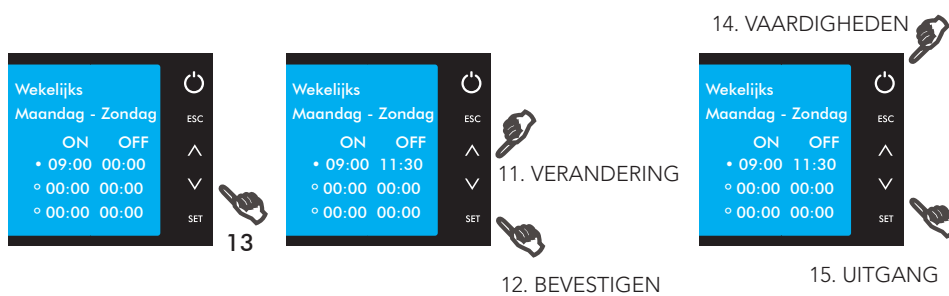 14. VAARDIGHEDEN
Wekelijks
Maandag - Zondag
ON OFF
• 09:00 00:00
° 00:00 00:00
° 00:00 00:00
ESC
SET
13
Wekelijks
Maandag - Zondag
ON OFF
• 09:00 11:30
° 00:00 00:00
° 00:00 00:00
ESC
SET
11. VERANDERING
12. BEVESTIGEN
Wekelijks
Maandag - Zondag
ON OFF
• 09:00 11:30
° 00:00 00:00
° 00:00 00:00
ESC
SET
15. UITGANG